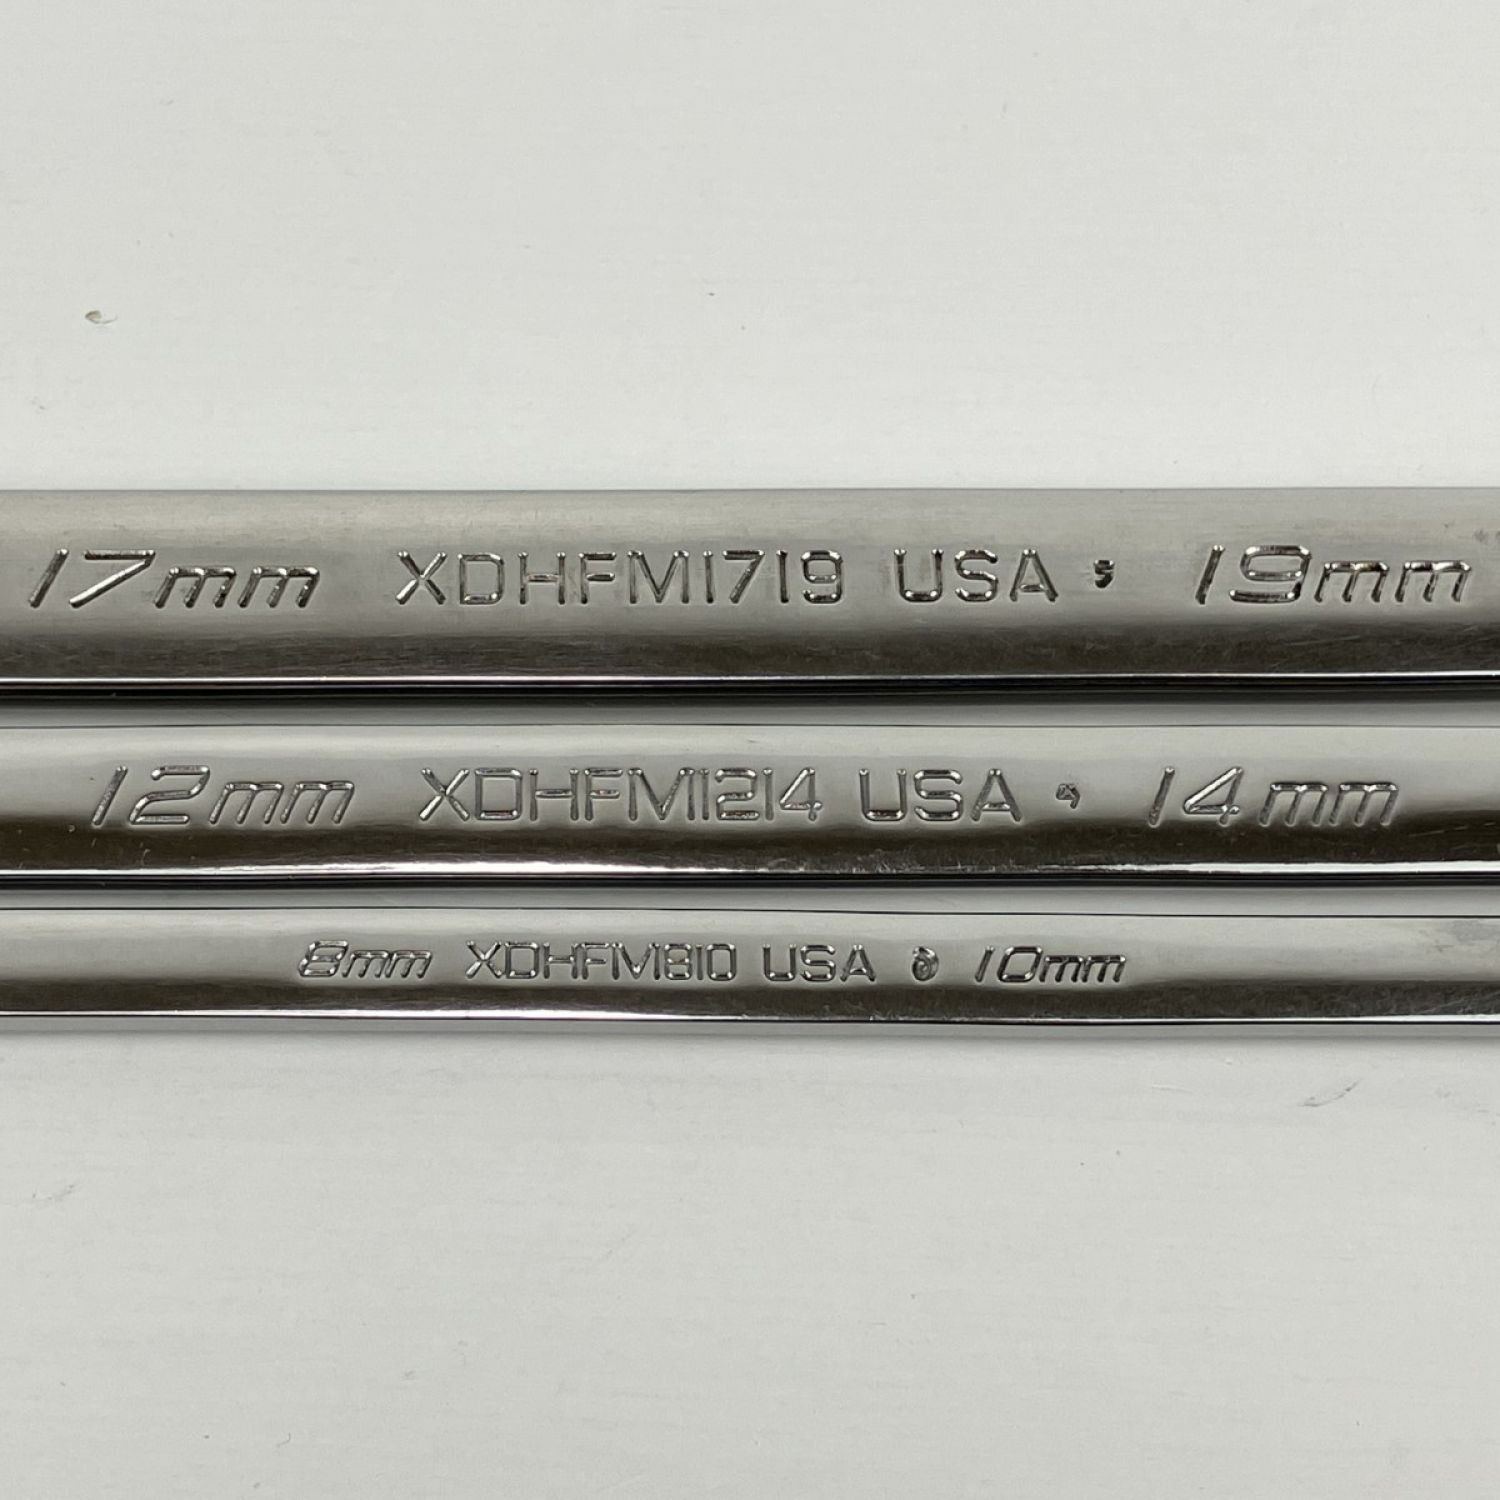 17mm XDHFM1719 USA 19mm
12mm XDHFM1214 USA 14mm
8mm XDHFM810 USA 10mm